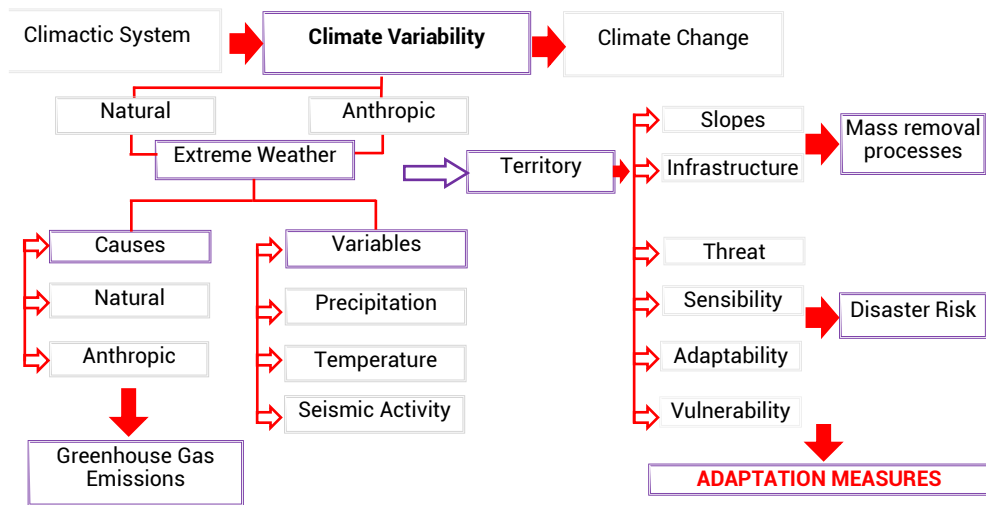 Climactic System
Climate Variability
Climate Change
Natural
Anthropic
Extreme Weather
Territory
Slopes
Infrastructure
Mass removal
processes
Causes
Natural
Anthropic
Greenhouse Gas
Emissions
Variables
Precipitation
Temperature
Seismic Activity
Threat
Sensibility
Adaptability
Vulnerability
Disaster Risk
ADAPTATION MEASURES